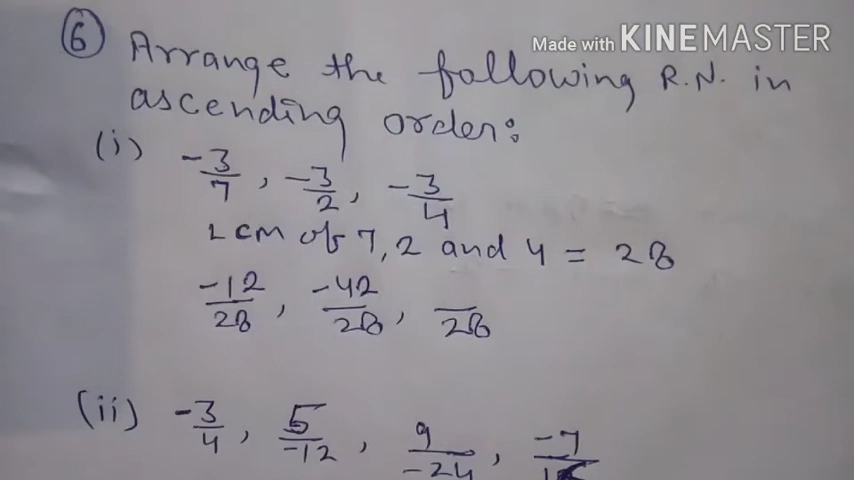 Made with KINEMASTER
⑥ Arrange the following R.N. in
ascending order:
(i) -3/7, -3/2, -3/4
LCM of 7, 2 and 4 = 28
-12/28, -42/28, /28
(ii) -3/4, 5/-12, 9/-24, -7/